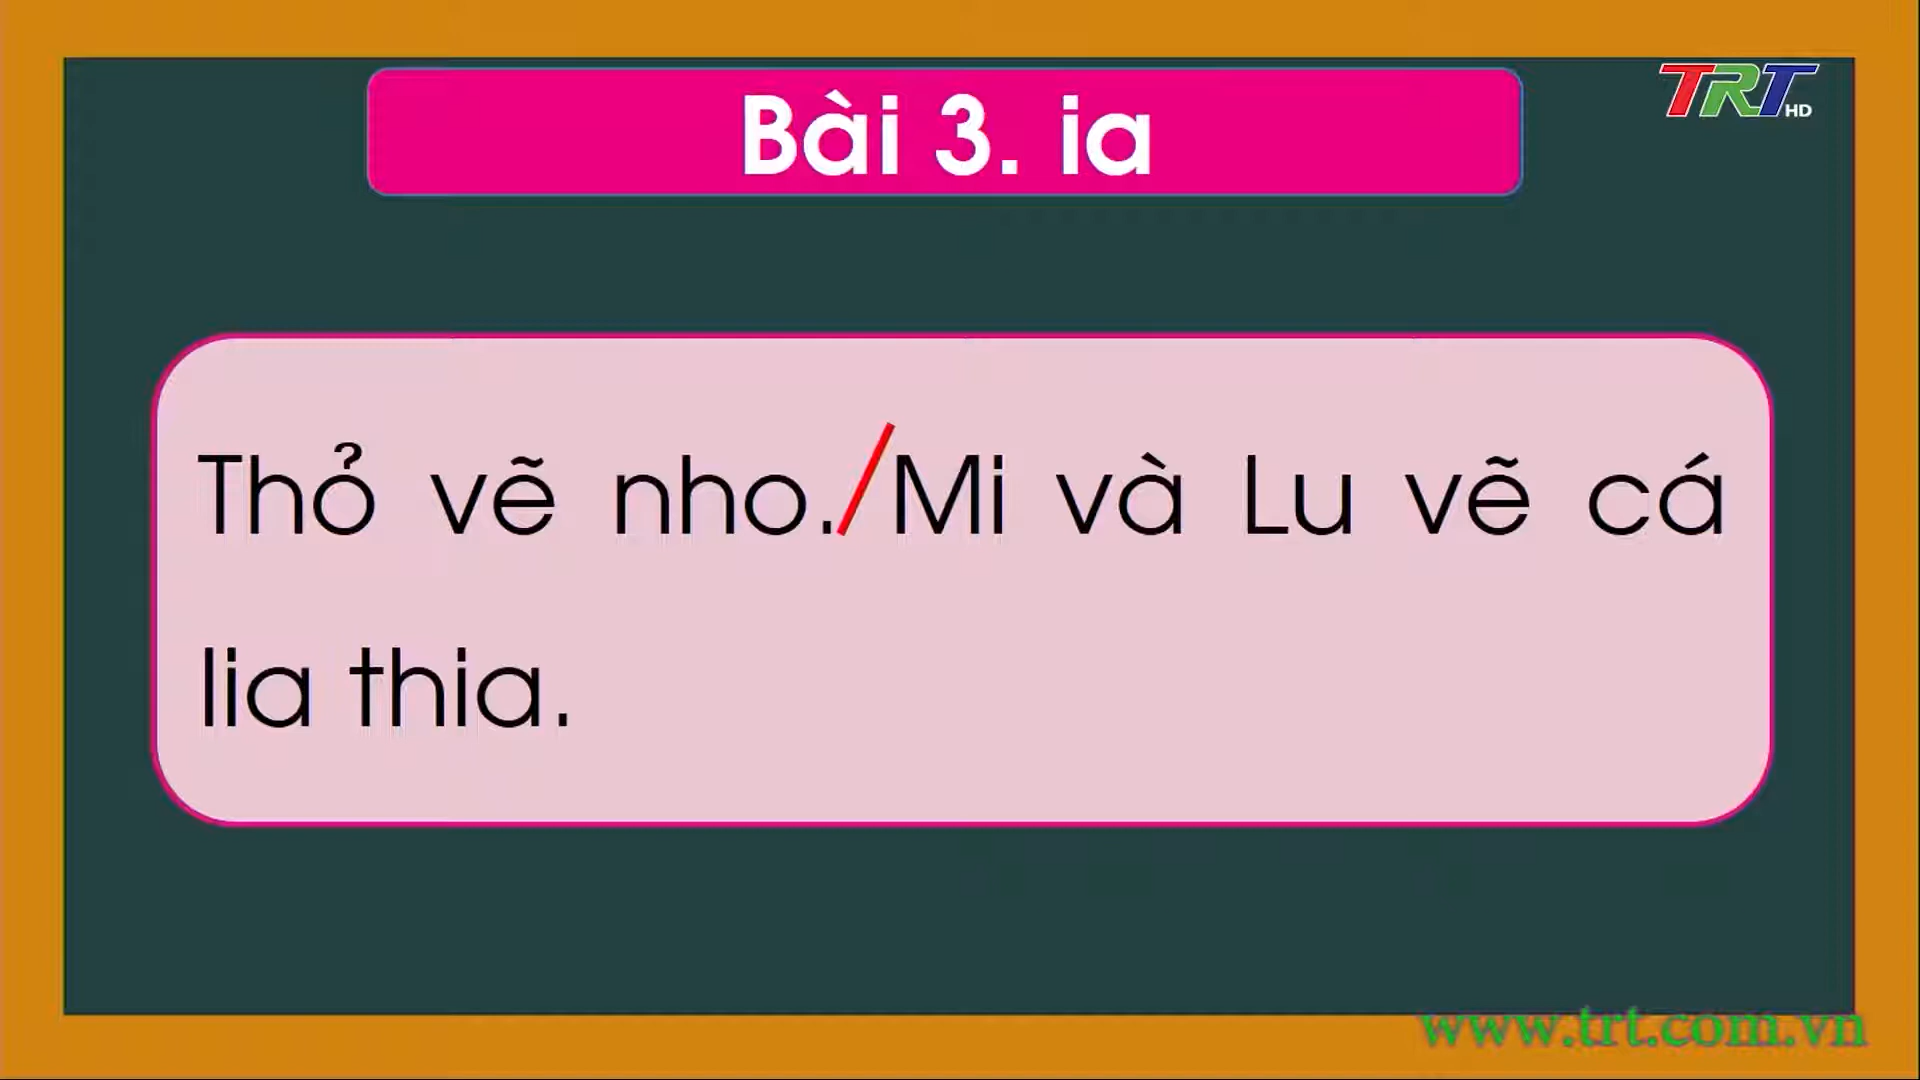 Bài 3. ia
TRT HD
Thỏ vẽ nho./Mi và Lu vẽ cá
lia thia.
www.trt.com.vn